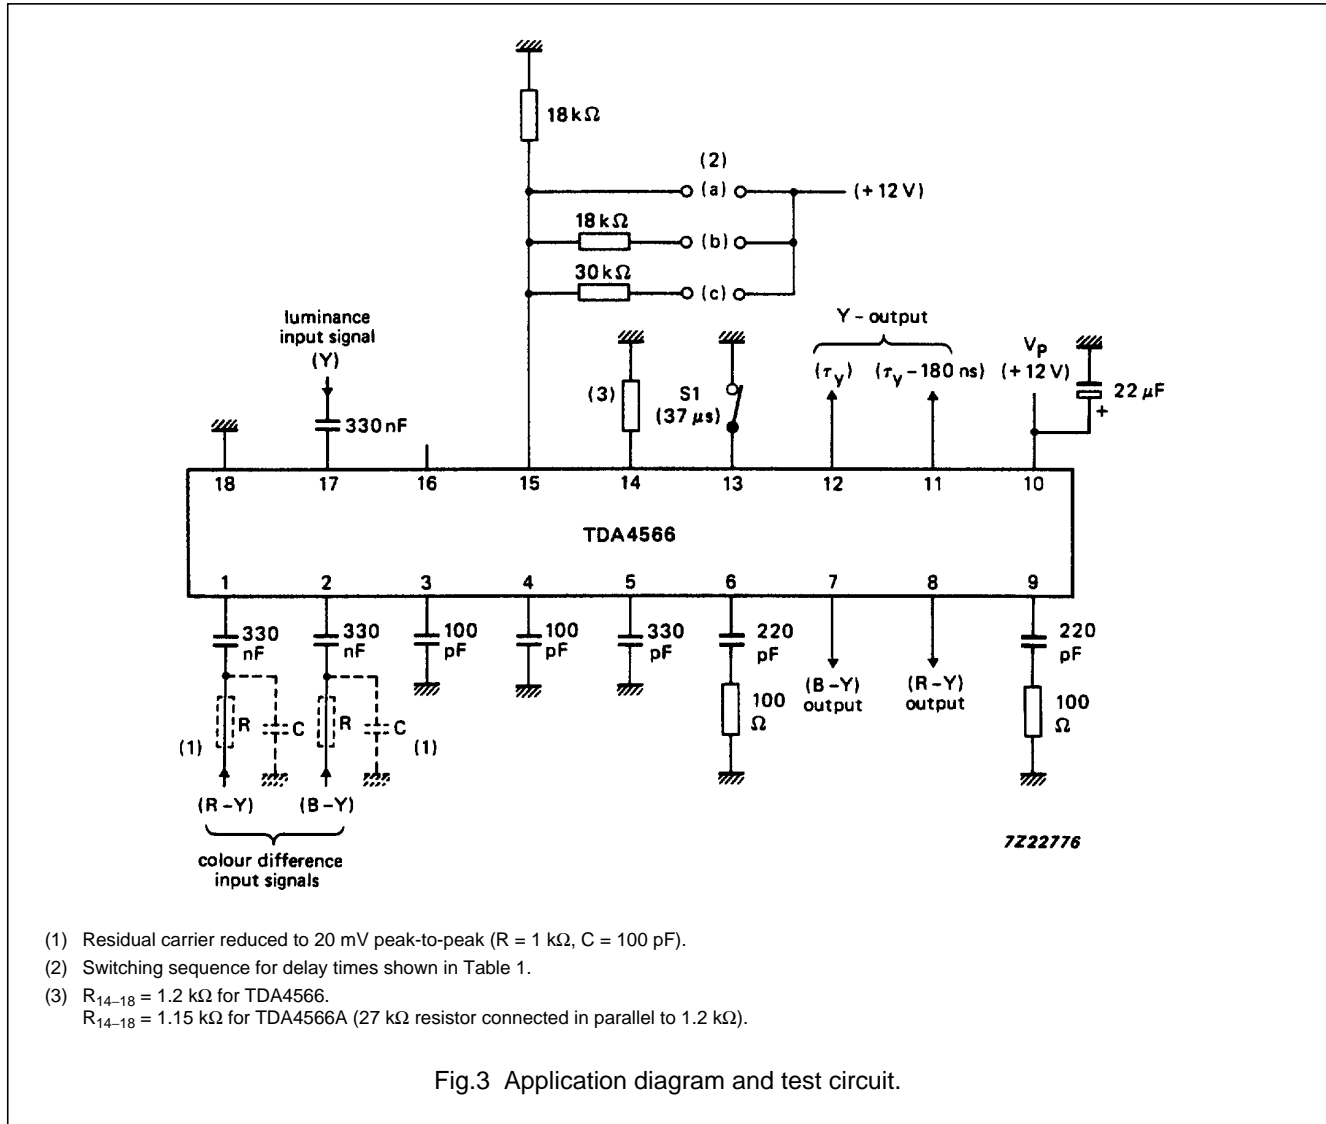 18 kΩ
(2)
(a)
(+ 12 V)
18 kΩ
(b)
30 kΩ
(c)
luminance
input signal
(Y)
330 nF
(3)
S1
(37 μs)
Y – output
(τy)
(τy – 180 ns)
VP
(+ 12 V)
22 μF
+
18
17
16
15
14
13
12
11
10
TDA4566
1
2
3
4
5
6
7
8
9
330
nF
330
nF
100
pF
100
pF
330
pF
220
pF
(B – Y)
output
(R – Y)
output
220
pF
100
Ω
100
Ω
(1)
R
C
R
C
(1)
(R – Y)
(B – Y)
colour difference
input signals
7Z22776
(1) Residual carrier reduced to 20 mV peak-to-peak (R = 1 kΩ, C = 100 pF).
(2) Switching sequence for delay times shown in Table 1.
(3) R14–18 = 1.2 kΩ for TDA4566.
R14–18 = 1.15 kΩ for TDA4566A (27 kΩ resistor connected in parallel to 1.2 kΩ).
Fig.3 Application diagram and test circuit.